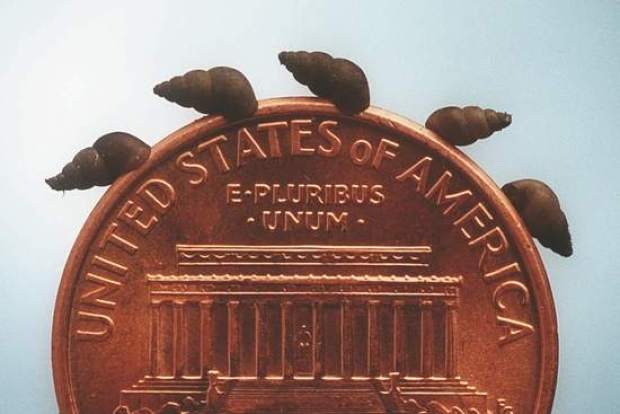 UNITED STATES OF AMERICA
E·PLURIBUS
·UNUM·